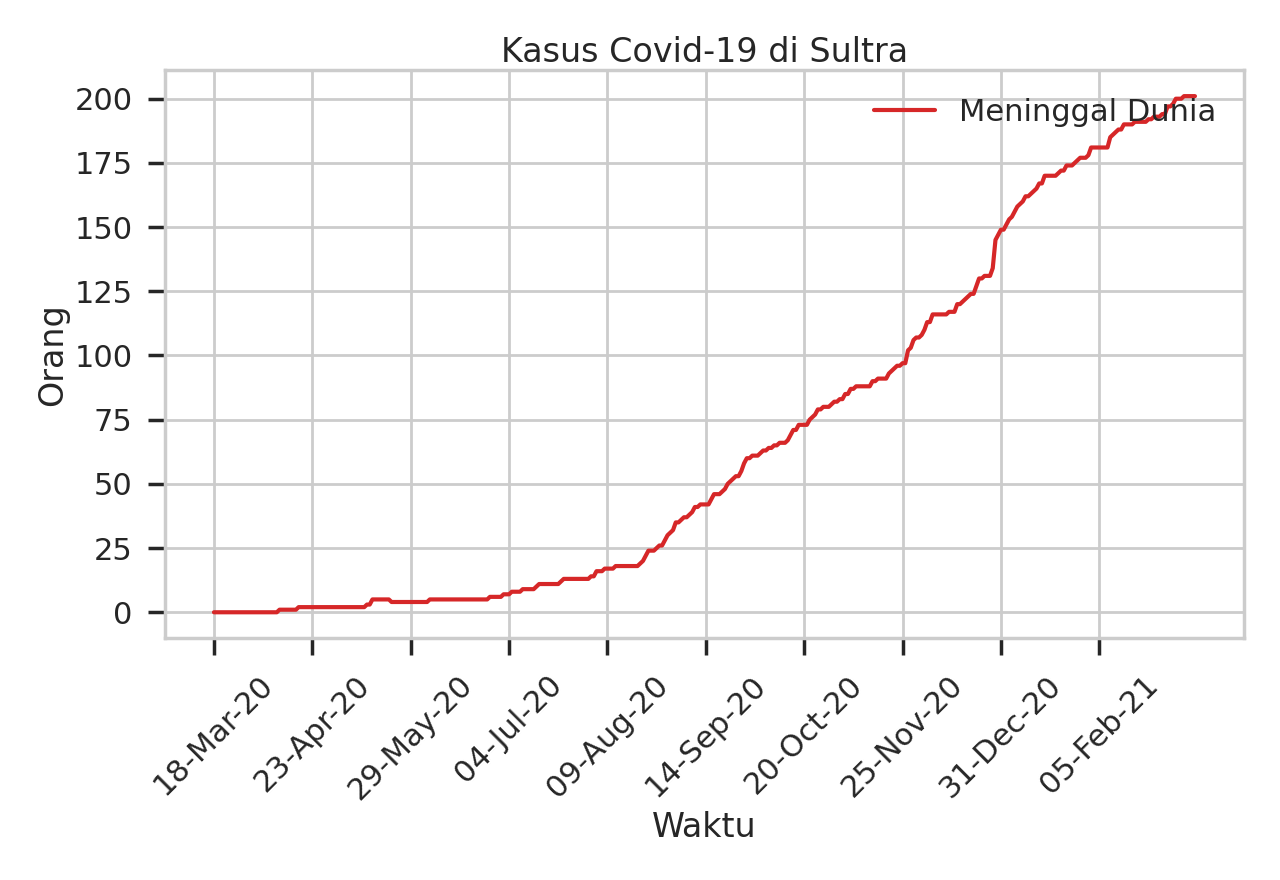 Kasus Covid-19 di Sultra
Meninggal Dunia
Orang
200
175
150
125
100
75
50
25
0
18-Mar-20
23-Apr-20
29-May-20
04-Jul-20
09-Aug-20
14-Sep-20
20-Oct-20
25-Nov-20
31-Dec-20
05-Feb-21
Waktu